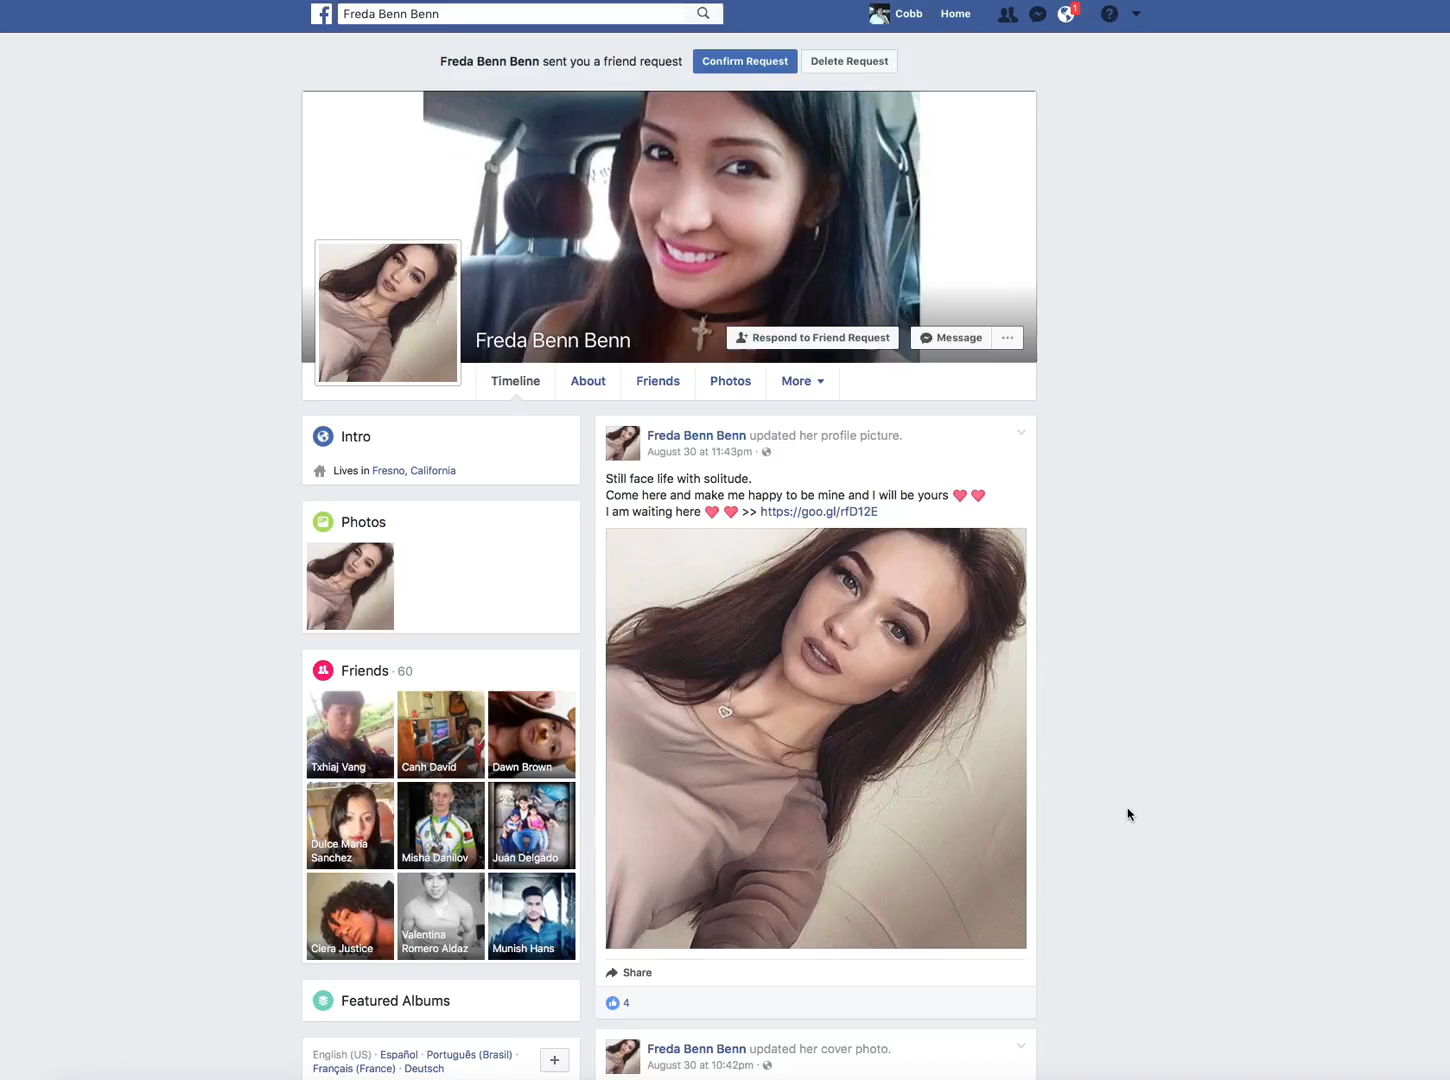 Freda Benn Benn
Cobb
Home
1
Freda Benn Benn sent you a friend request
Confirm Request
Delete Request
Freda Benn Benn
Respond to Friend Request
Message
Timeline
About
Friends
Photos
More
Intro
Lives in Fresno, California
Photos
Friends · 60
Txhiaj Vang
Canh David
Dawn Brown
Dulce Maria
Sanchez
Misha Danilov
Juan Delgado
Ciera Justice
Valentina
Romero Aldaz
Munish Hans
Featured Albums
English (US) · Español · Português (Brasil) ·
Français (France) · Deutsch
Freda Benn Benn updated her profile picture.
August 30 at 11:43pm ·
Still face life with solitude.
Come here and make me happy to be mine and I will be yours ❤ ❤
I am waiting here ❤ ❤ >> https://goo.gl/rfD12E
Share
4
Freda Benn Benn updated her cover photo.
August 30 at 10:42pm ·